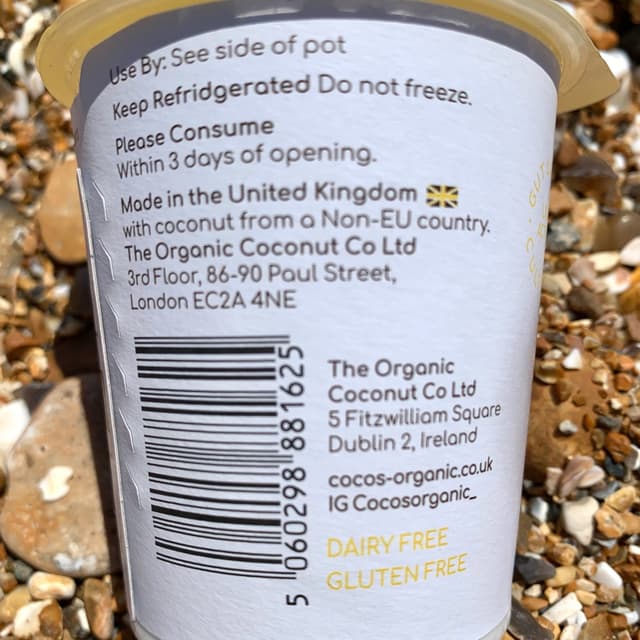 Use By: See side of pot
Keep Refridgerated Do not freeze.
Please Consume
Within 3 days of opening.
Made in the United Kingdom
with coconut from a Non-EU country.
The Organic Coconut Co Ltd
3rd Floor, 86-90 Paul Street,
London EC2A 4NE
5 060298 881625
The Organic
Coconut Co Ltd
5 Fitzwilliam Square
Dublin 2, Ireland
cocos-organic.co.uk
IG Cocosorganic_
DAIRY FREE
GLUTEN FREE